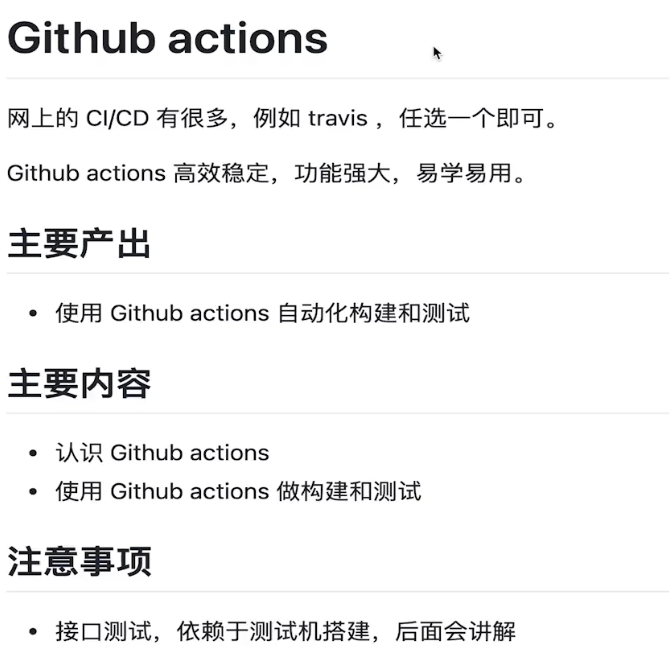 Github actions
网上的 CI/CD 有很多，例如 travis ，任选一个即可。
Github actions 高效稳定，功能强大，易学易用。
主要产出
• 使用 Github actions 自动化构建和测试
主要内容
• 认识 Github actions
• 使用 Github actions 做构建和测试
注意事项
• 接口测试，依赖于测试机搭建，后面会讲解